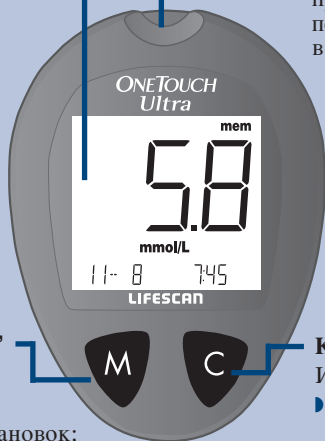 ONETOUCH
Ultra
mem
5.8
mmol/L
11-- 8 7:45
LIFESCAN
M C
К
И
ановок;
п
в